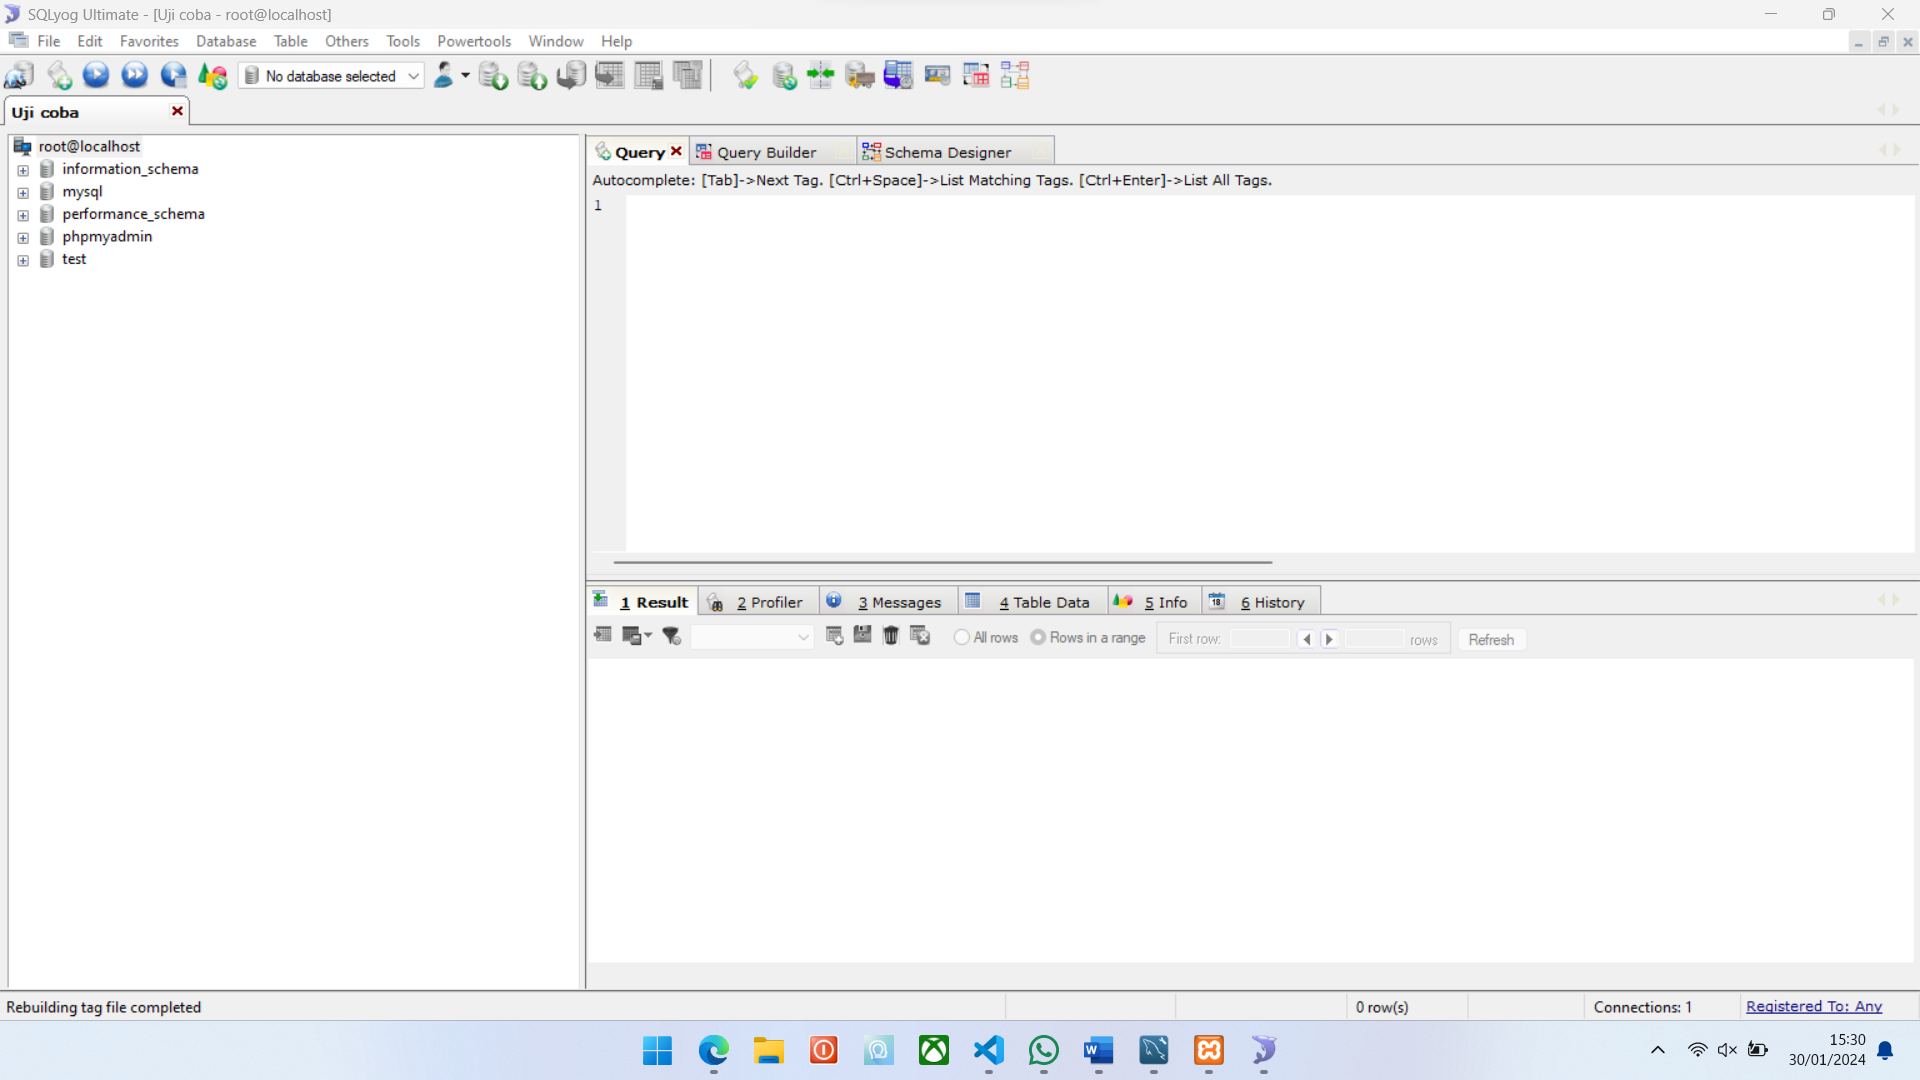 SQLyog Ultimate - [Uji coba - root@localhost]
File Edit Favorites Database Table Others Tools Powertools Window Help
No database selected
Uji coba
root@localhost
information_schema
mysql
performance_schema
phpmyadmin
test
Query Query Builder Schema Designer
Autocomplete: [Tab]->Next Tag. [Ctrl+Space]->List Matching Tags. [Ctrl+Enter]->List All Tags.
1
1 Result 2 Profiler 3 Messages 4 Table Data 5 Info 6 History
All rows Rows in a range First row: rows Refresh
Rebuilding tag file completed 0 row(s) Connections: 1 Registered To: Any
15:30
30/01/2024